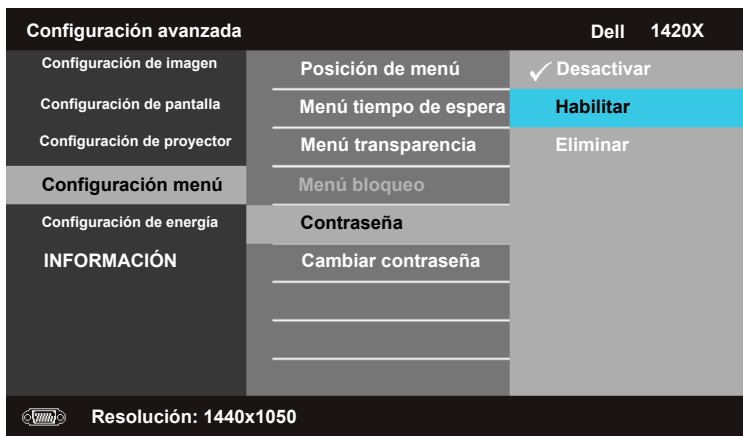 Configuración avanzada Dell 1420X
Configuración de imagen
Configuración de pantalla
Configuración de proyector
Configuración menú
Configuración de energía
INFORMACIÓN
Posición de menú
Menú tiempo de espera
Menú transparencia
Menú bloqueo
Contraseña
Cambiar contraseña
Desactivar
Habilitar
Eliminar
Resolución: 1440x1050